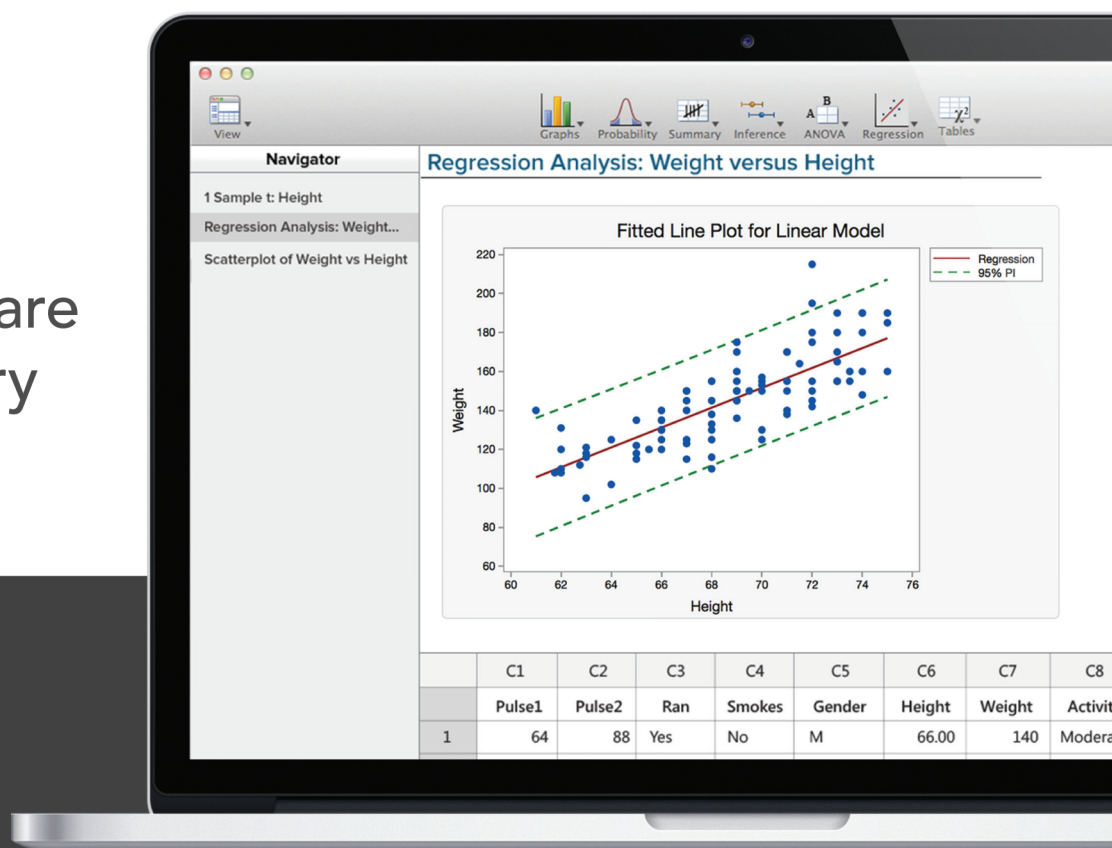 are
ry
View
Graphs Probability Summary Inference ANOVA Regression Tables
A B
χ²
Navigator
1 Sample t: Height
Regression Analysis: Weight...
Scatterplot of Weight vs Height
Regression Analysis: Weight versus Height
Fitted Line Plot for Linear Model
Regression
95% PI
Weight
220
200
180
160
140
120
100
80
60
60 62 64 66 68 70 72 74 76
Height
C1 C2 C3 C4 C5 C6 C7 C8
Pulse1 Pulse2 Ran Smokes Gender Height Weight Activit
1 64 88 Yes No M 66.00 140 Modera